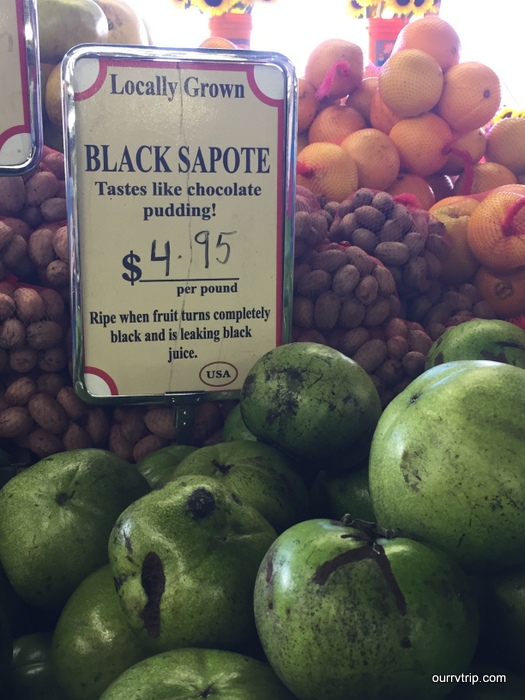 Locally Grown
BLACK SAPOTE
Tastes like chocolate
pudding!
$4.95
per pound
Ripe when fruit turns completely
black and is leaking black
juice.
USA
ourrvtrip.com